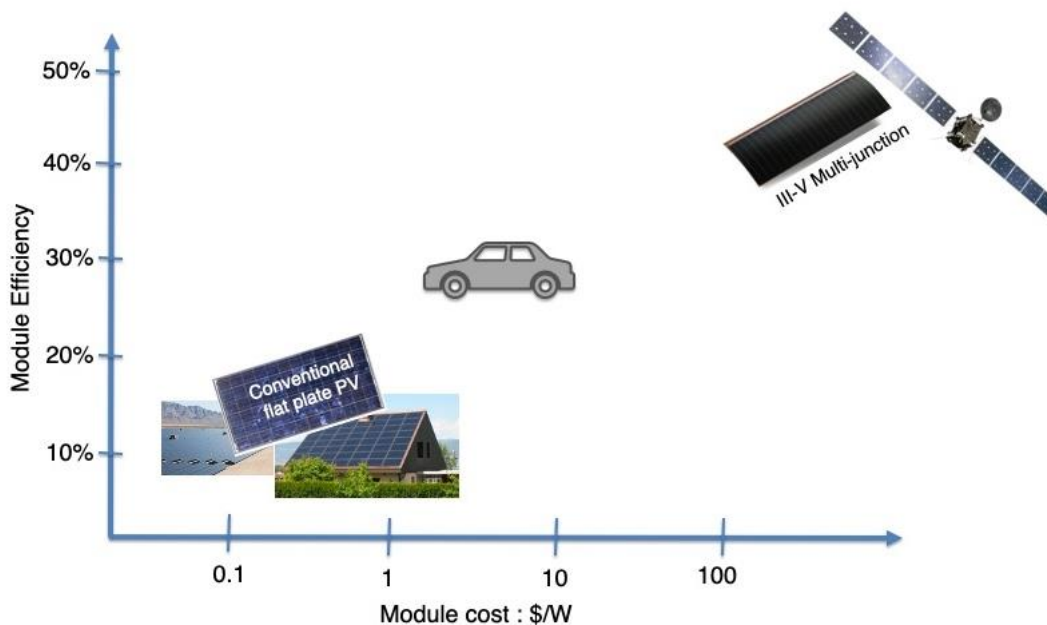 50%
40%
30%
20%
10%
Module Efficiency
III-V Multi-junction
Conventional
flat plate PV
0.1
1
10
100
Module cost : $/W